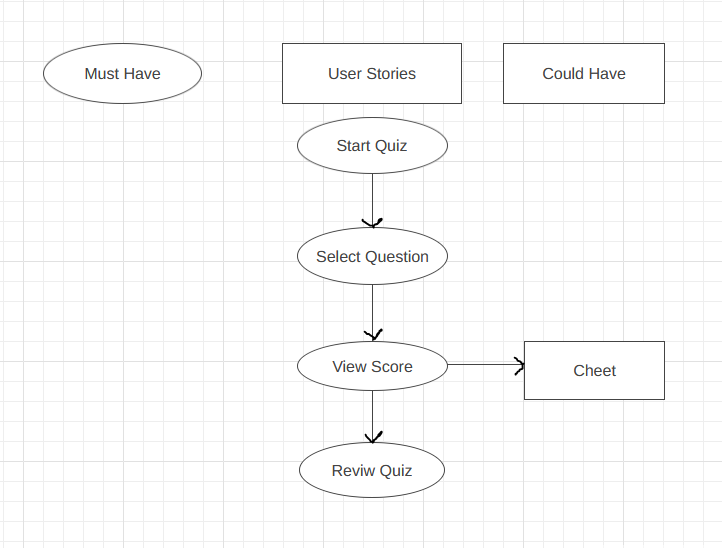 Must Have
User Stories
Could Have
Start Quiz
Select Question
View Score
Cheet
Reviw Quiz